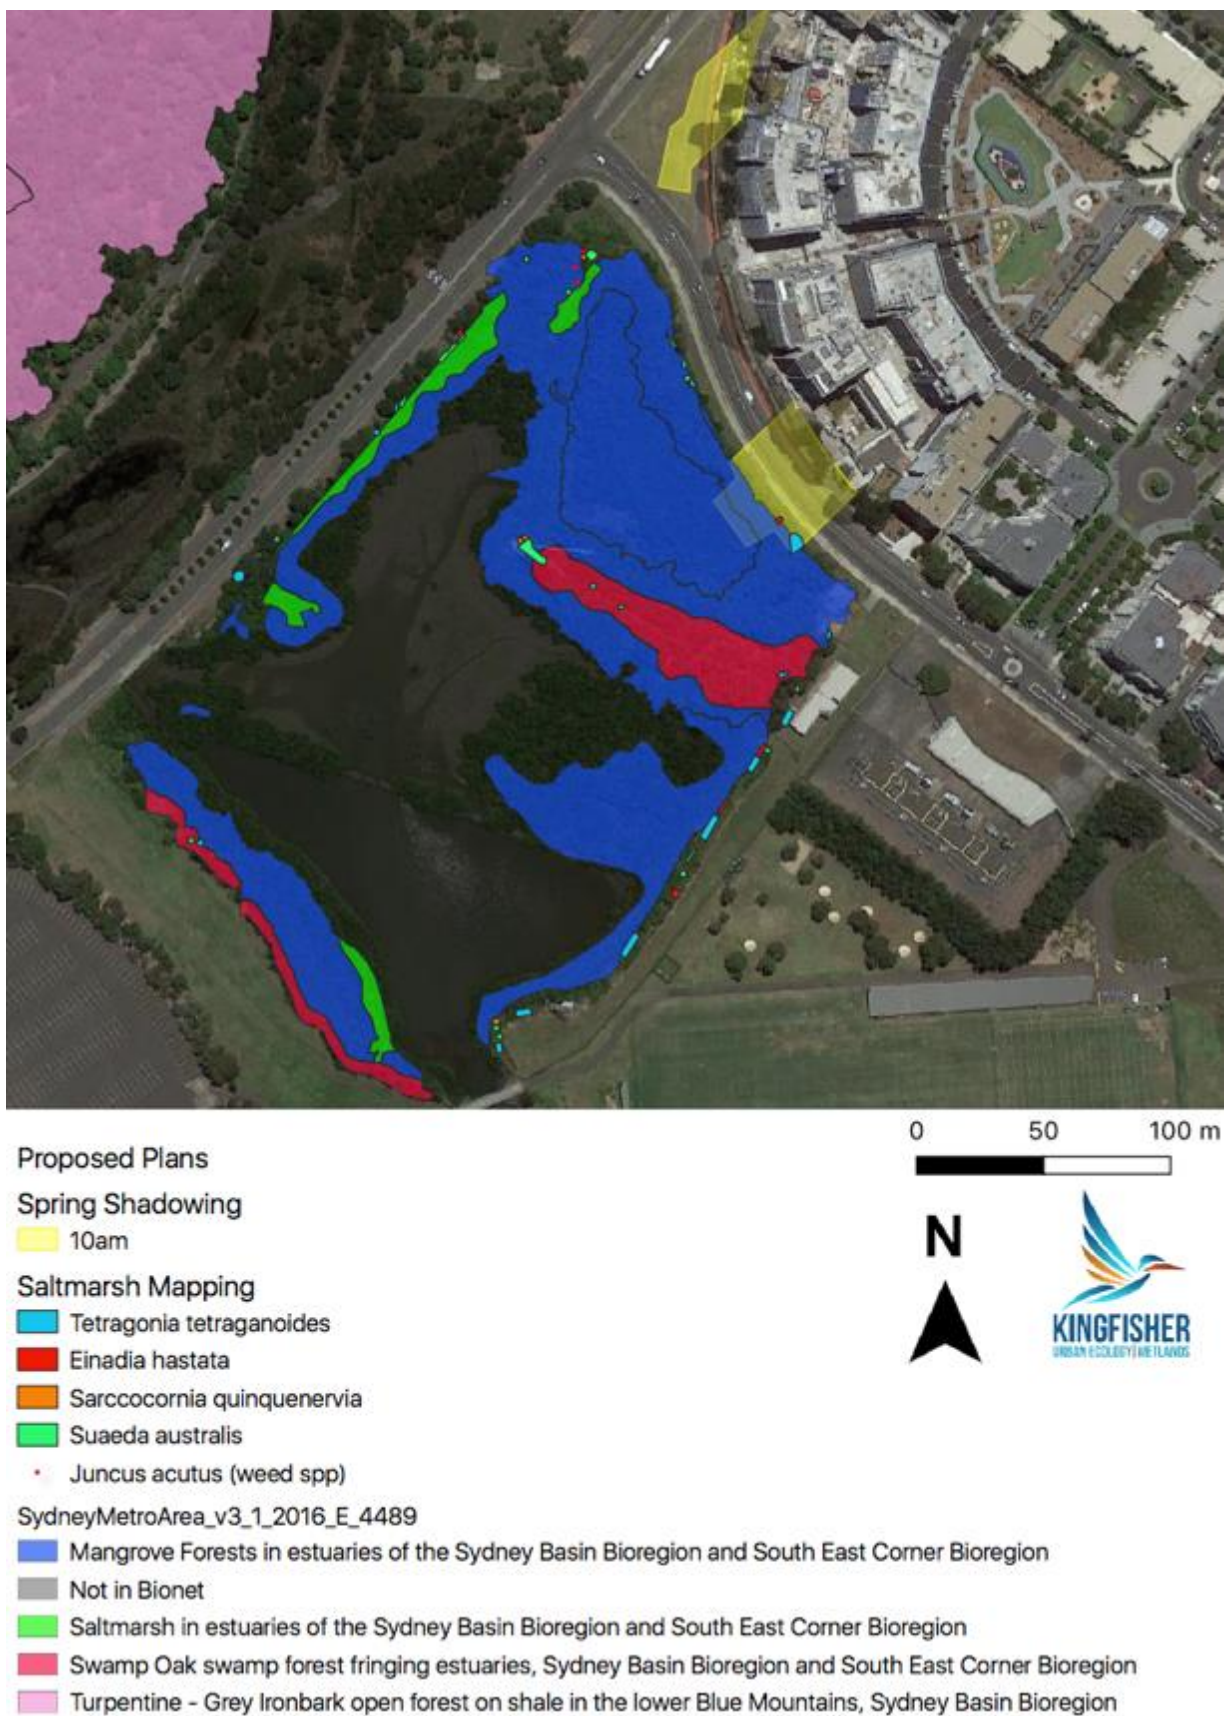 0 50 100 m
Proposed Plans
Spring Shadowing
10am
Saltmarsh Mapping
Tetragonia tetraganoides
Einadia hastata
Sarccocornia quinquenervia
Suaeda australis
Juncus acutus (weed spp)
N
KINGFISHER
URBAN ECOLOGY | WETLANDS
SydneyMetroArea_v3_1_2016_E_4489
Mangrove Forests in estuaries of the Sydney Basin Bioregion and South East Corner Bioregion
Not in Bionet
Saltmarsh in estuaries of the Sydney Basin Bioregion and South East Corner Bioregion
Swamp Oak swamp forest fringing estuaries, Sydney Basin Bioregion and South East Corner Bioregion
Turpentine - Grey Ironbark open forest on shale in the lower Blue Mountains, Sydney Basin Bioregion